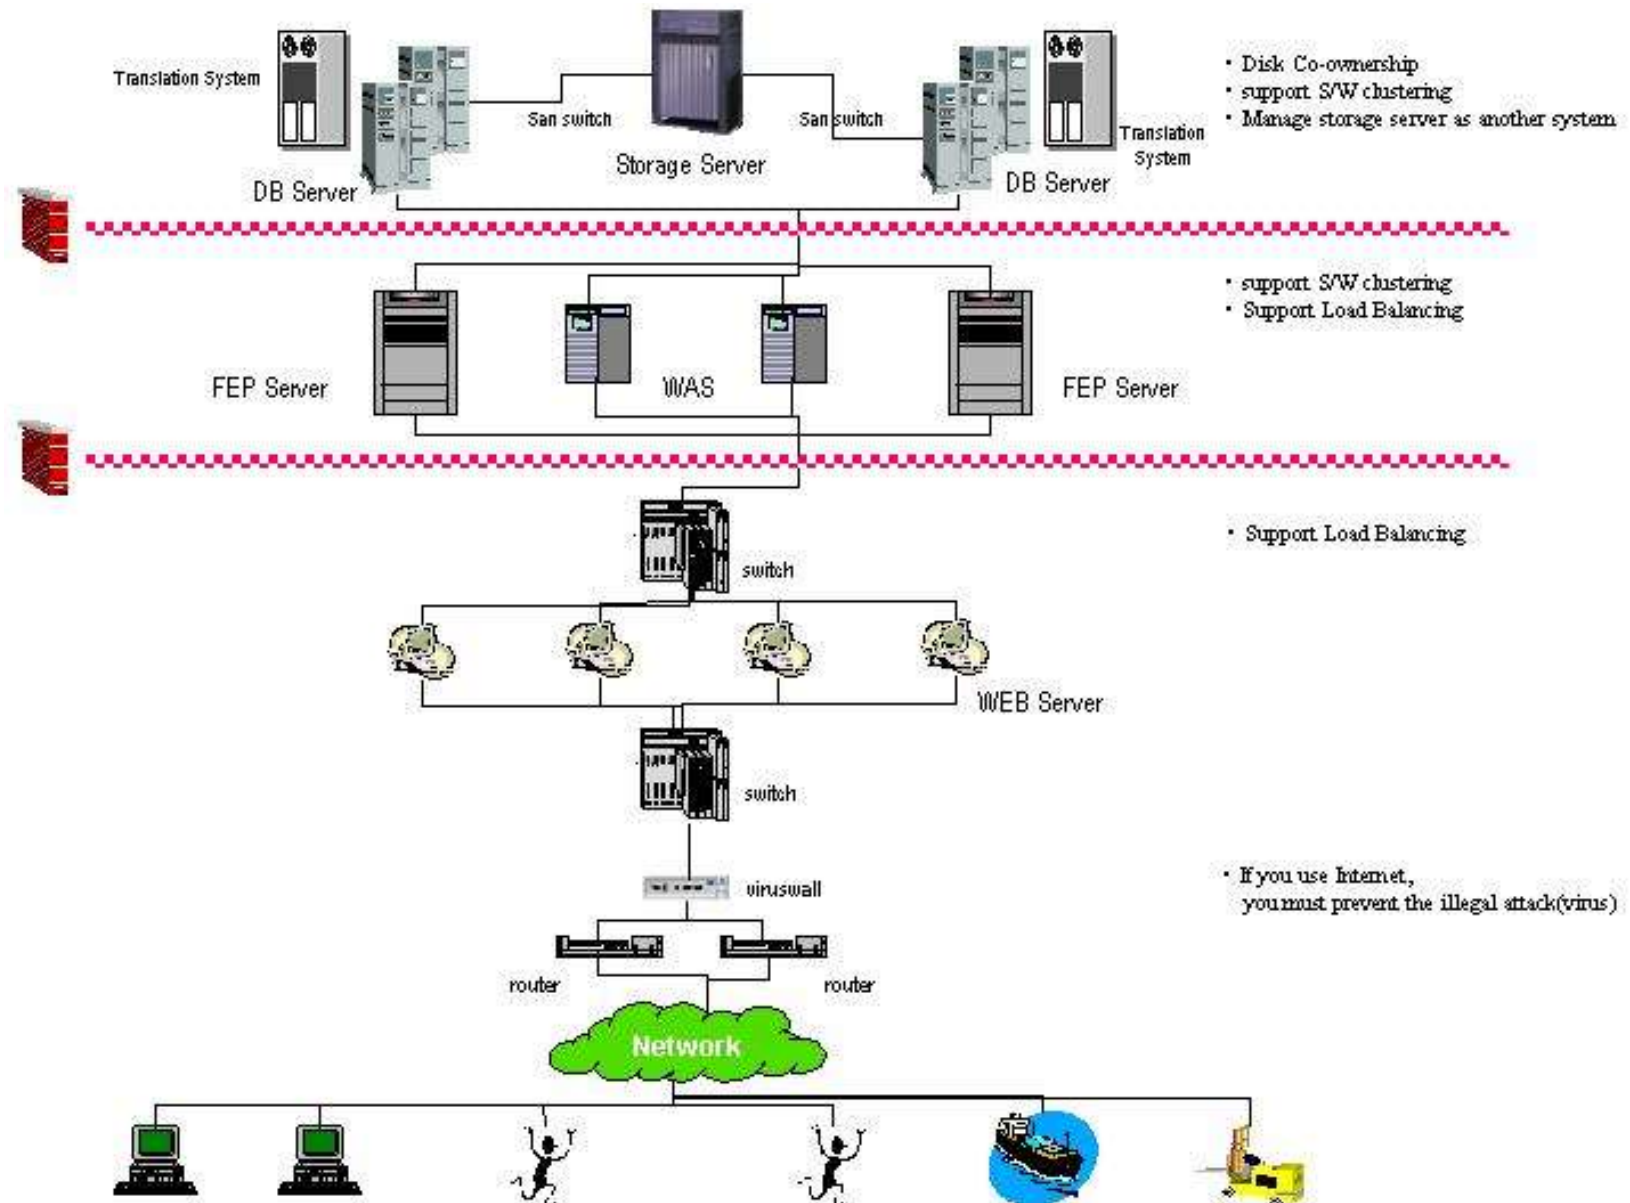 Translation System
San switch
San switch
Translation
System
Storage Server
DB Server
DB Server
• Disk Co-ownership
• support S/W clustering
• Manage storage server as another system
FEP Server
WAS
FEP Server
• support S/W clustering
• Support Load Balancing
switch
• Support Load Balancing
WEB Server
switch
viruswall
• If you use Internet,
you must prevent the illegal attack(virus)
router
router
Network